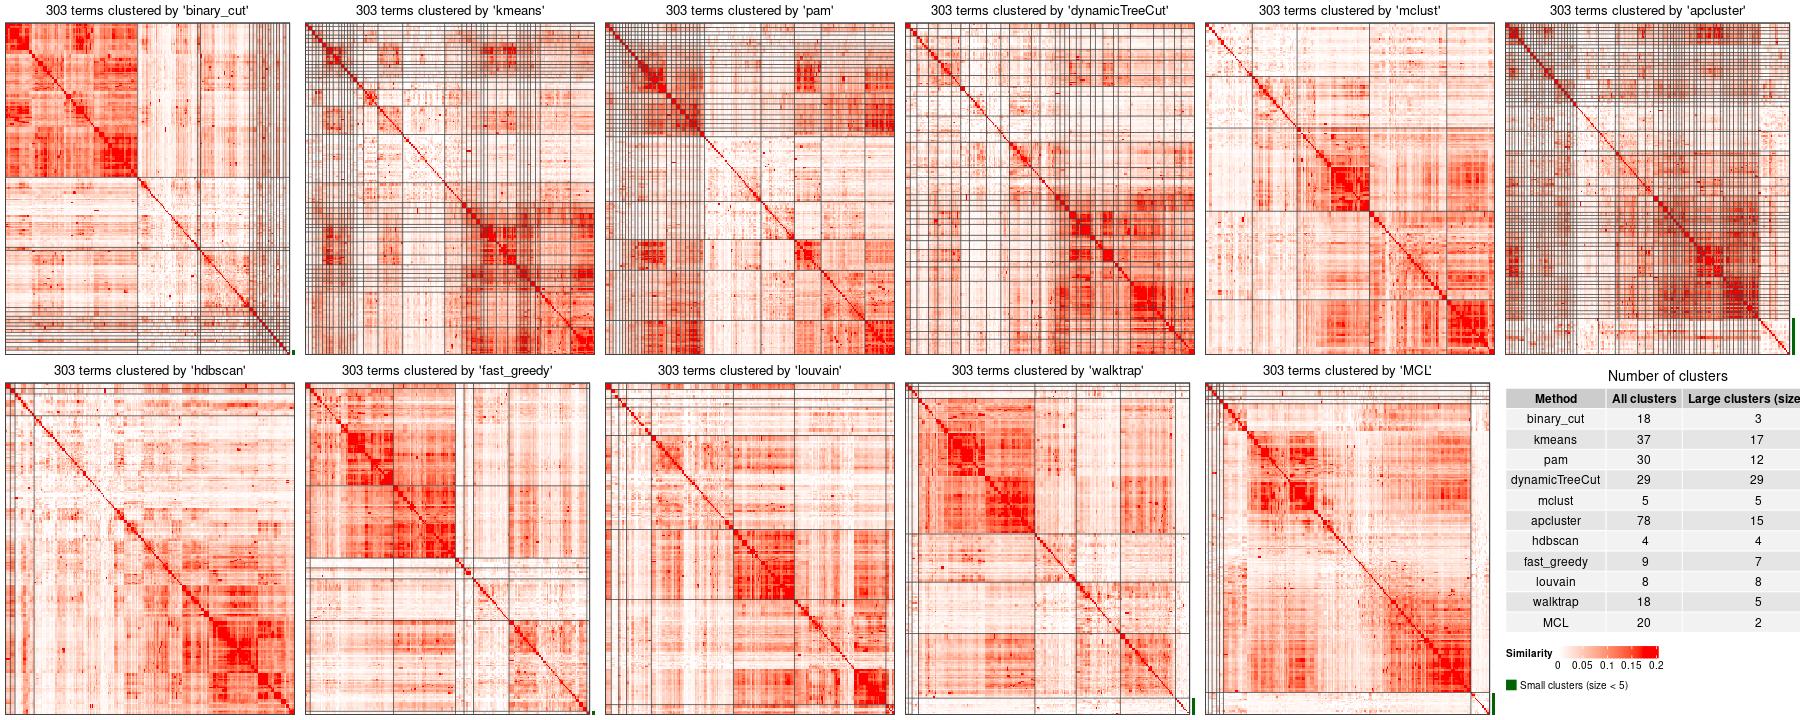 303 terms clustered by 'binary_cut'
303 terms clustered by 'kmeans'
303 terms clustered by 'pam'
303 terms clustered by 'dynamicTreeCut'
303 terms clustered by 'mclust'
303 terms clustered by 'apcluster'
303 terms clustered by 'hdbscan'
303 terms clustered by 'fast_greedy'
303 terms clustered by 'louvain'
303 terms clustered by 'walktrap'
303 terms clustered by 'MCL'
Number of clusters
Method All clusters Large clusters (size
binary_cut 18 3
kmeans 37 17
pam 30 12
dynamicTreeCut 29 29
mclust 5 5
apcluster 78 15
hdbscan 4 4
fast_greedy 9 7
louvain 8 8
walktrap 18 5
MCL 20 2
Similarity
0 0.05 0.1 0.15 0.2
Small clusters (size < 5)